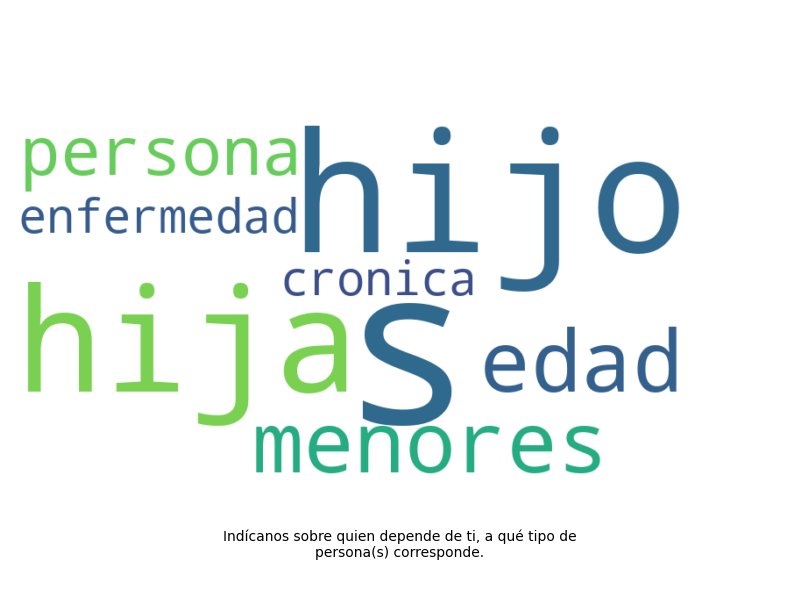 persona
hijo
enfermedad
cronica
hija
s
edad
menores
Indícanos sobre quien depende de ti, a qué tipo de
persona(s) corresponde.